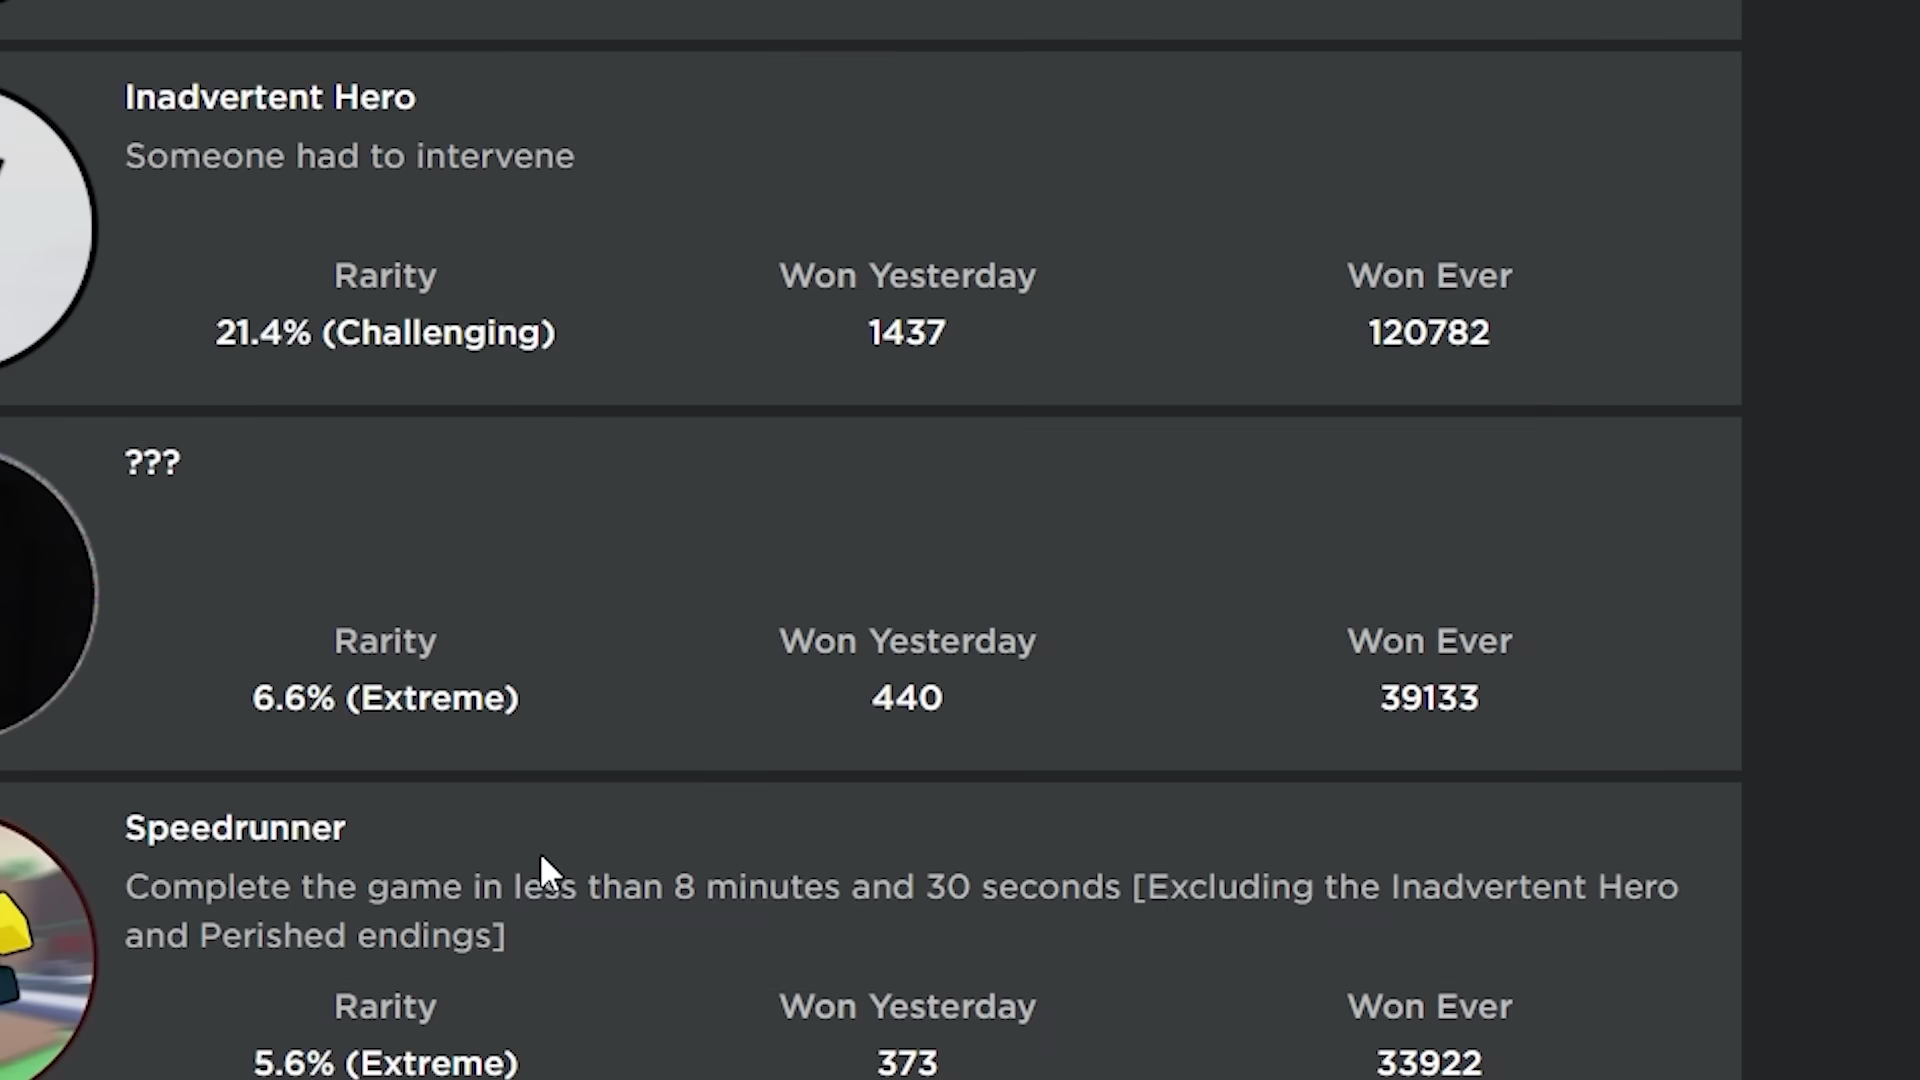 Inadvertent Hero
Someone had to intervene
Rarity Won Yesterday Won Ever
21.4% (Challenging) 1437 120782
???
Rarity Won Yesterday Won Ever
6.6% (Extreme) 440 39133
Speedrunner
Complete the game in less than 8 minutes and 30 seconds [Excluding the Inadvertent Hero
and Perished endings]
Rarity Won Yesterday Won Ever
5.6% (Extreme) 373 33922